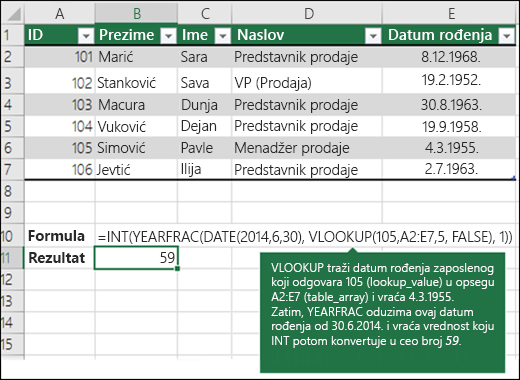 A B C D E
1 ID Prezime Ime Naslov Datum rođenja
2 101 Marić Sara Predstavnik prodaje 8.12.1968.
3 102 Stanković Sava VP (Prodaja) 19.2.1952.
4 103 Macura Dunja Predstavnik prodaje 30.8.1963.
5 104 Vuković Dejan Predstavnik prodaje 19.9.1958.
6 105 Simović Pavle Menadžer prodaje 4.3.1955.
7 106 Jevtić Ilija Predstavnik prodaje 2.7.1963.
8
9
10 Formula =INT(YEARFRAC(DATE(2014,6,30), VLOOKUP(105,A2:E7,5, FALSE), 1))
11 Rezultat 59
12
13
14
15
VLOOKUP traži datum rođenja zaposlenog
koji odgovara 105 (lookup_value) u opsegu
A2:E7 (table_array) i vraća 4.3.1955.
Zatim, YEARFRAC oduzima ovaj datum
rođenja od 30.6.2014. i vraća vrednost koju
INT potom konvertuje u ceo broj 59.